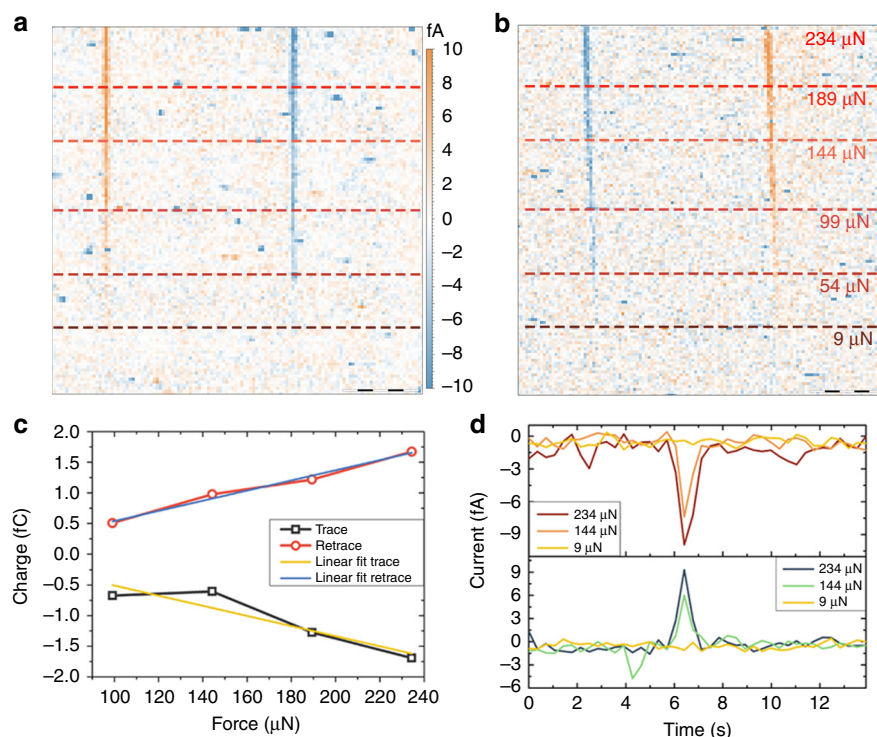 a
fA
10
8
6
4
2
0
−2
−4
−6
−8
−10
b
234 μN
189 μN
144 μN
99 μN
54 μN
9 μN
c
2.0
1.5
1.0
0.5
0.0
−0.5
−1.0
−1.5
−2.0
Charge (fC)
Trace
Retrace
Linear fit trace
Linear fit retrace
100 120 140 160 180 200 220 240
Force (μN)
d
0
−3
−6
−9
234 μN
144 μN
9 μN
Current (fA)
9
6
3
0
−3
−6
234 μN
144 μN
9 μN
0 2 4 6 8 10 12
Time (s)